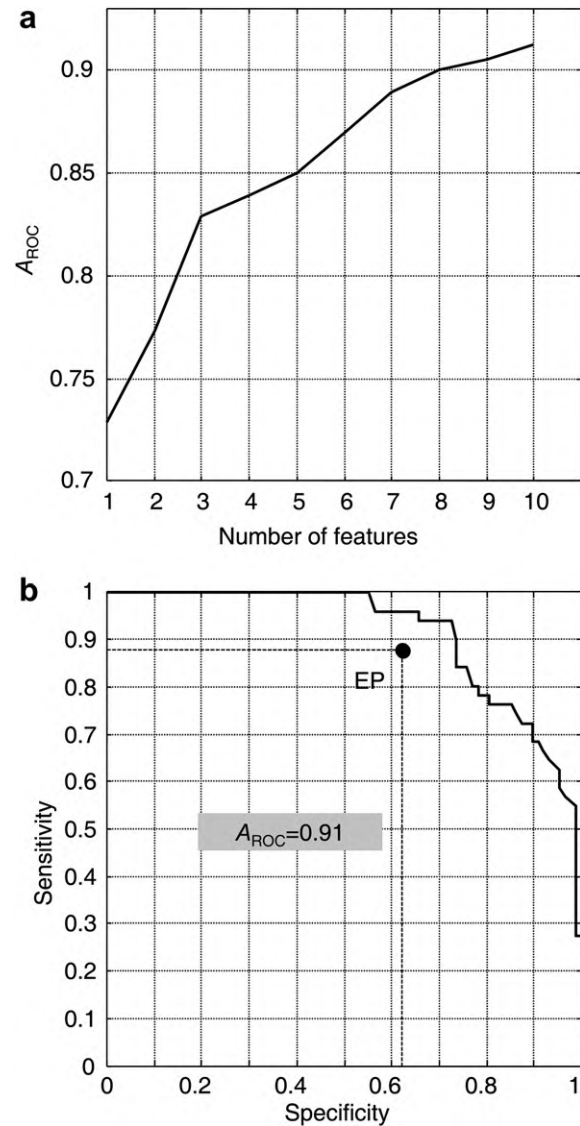 a
0.9
0.85
0.8
0.75
0.7
A_ROC
1 2 3 4 5 6 7 8 9 10
Number of features
b
1
0.9
0.8
0.7
0.6
0.5
0.4
0.3
0.2
0.1
0
Sensitivity
EP
A_ROC=0.91
0 0.2 0.4 0.6 0.8 1
Specificity